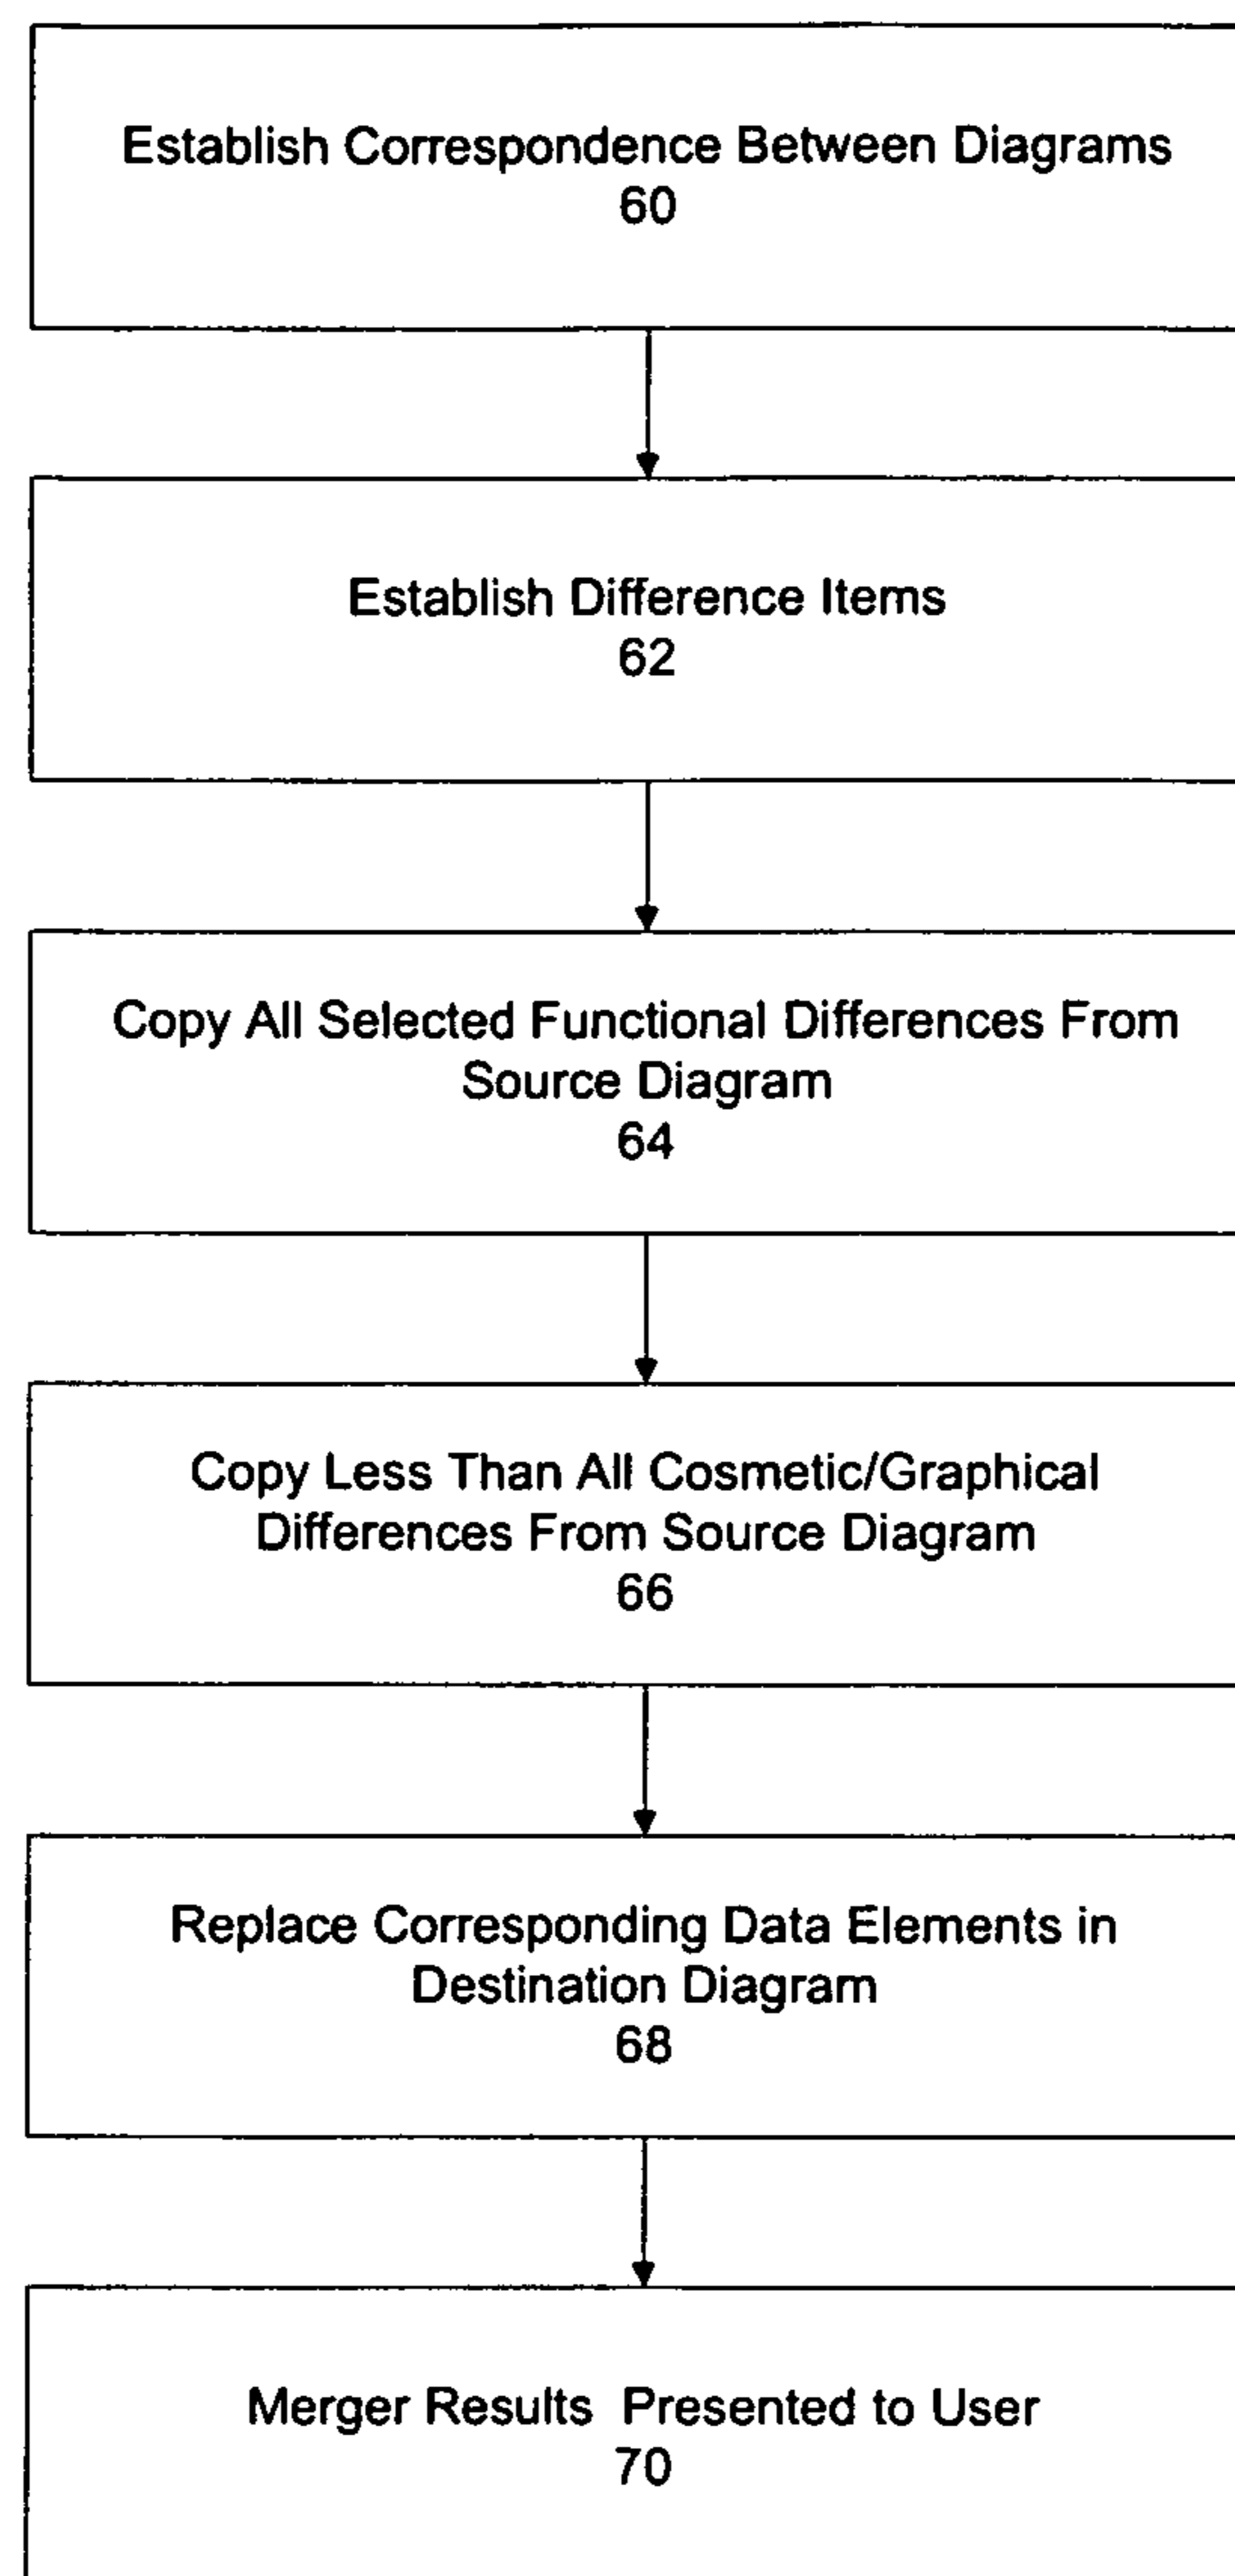 Establish Correspondence Between Diagrams
60
Establish Difference Items
62
Copy All Selected Functional Differences From
Source Diagram
64
Copy Less Than All Cosmetic/Graphical
Differences From Source Diagram
66
Replace Corresponding Data Elements in
Destination Diagram
68
Merger Results Presented to User
70